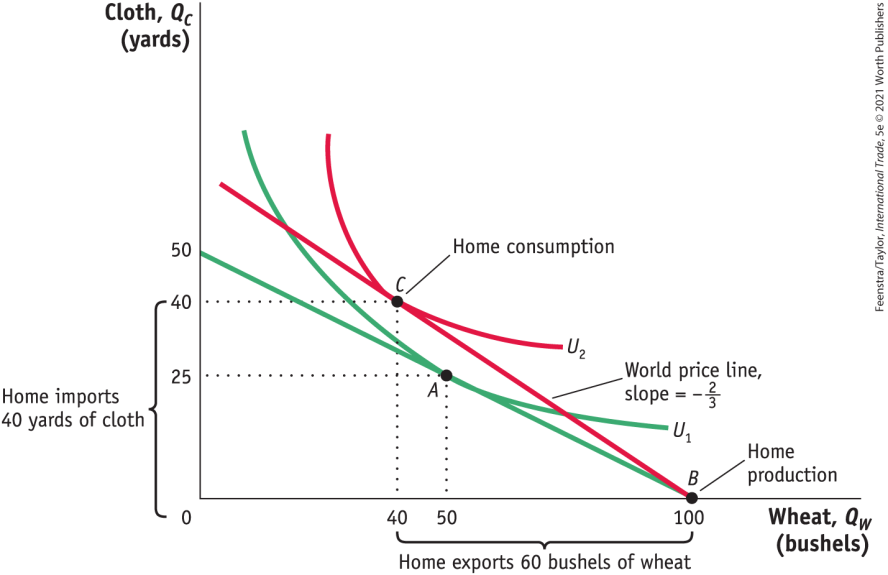 Cloth, QC
(yards)
50
40
25
0
Home imports
40 yards of cloth
C
Home consumption
A
U2
World price line,
slope = −2/3
U1
B
Home
production
40
50
100
Wheat, QW
(bushels)
Home exports 60 bushels of wheat
Feenstra/Taylor, International Trade, 5e © 2021 Worth Publishers